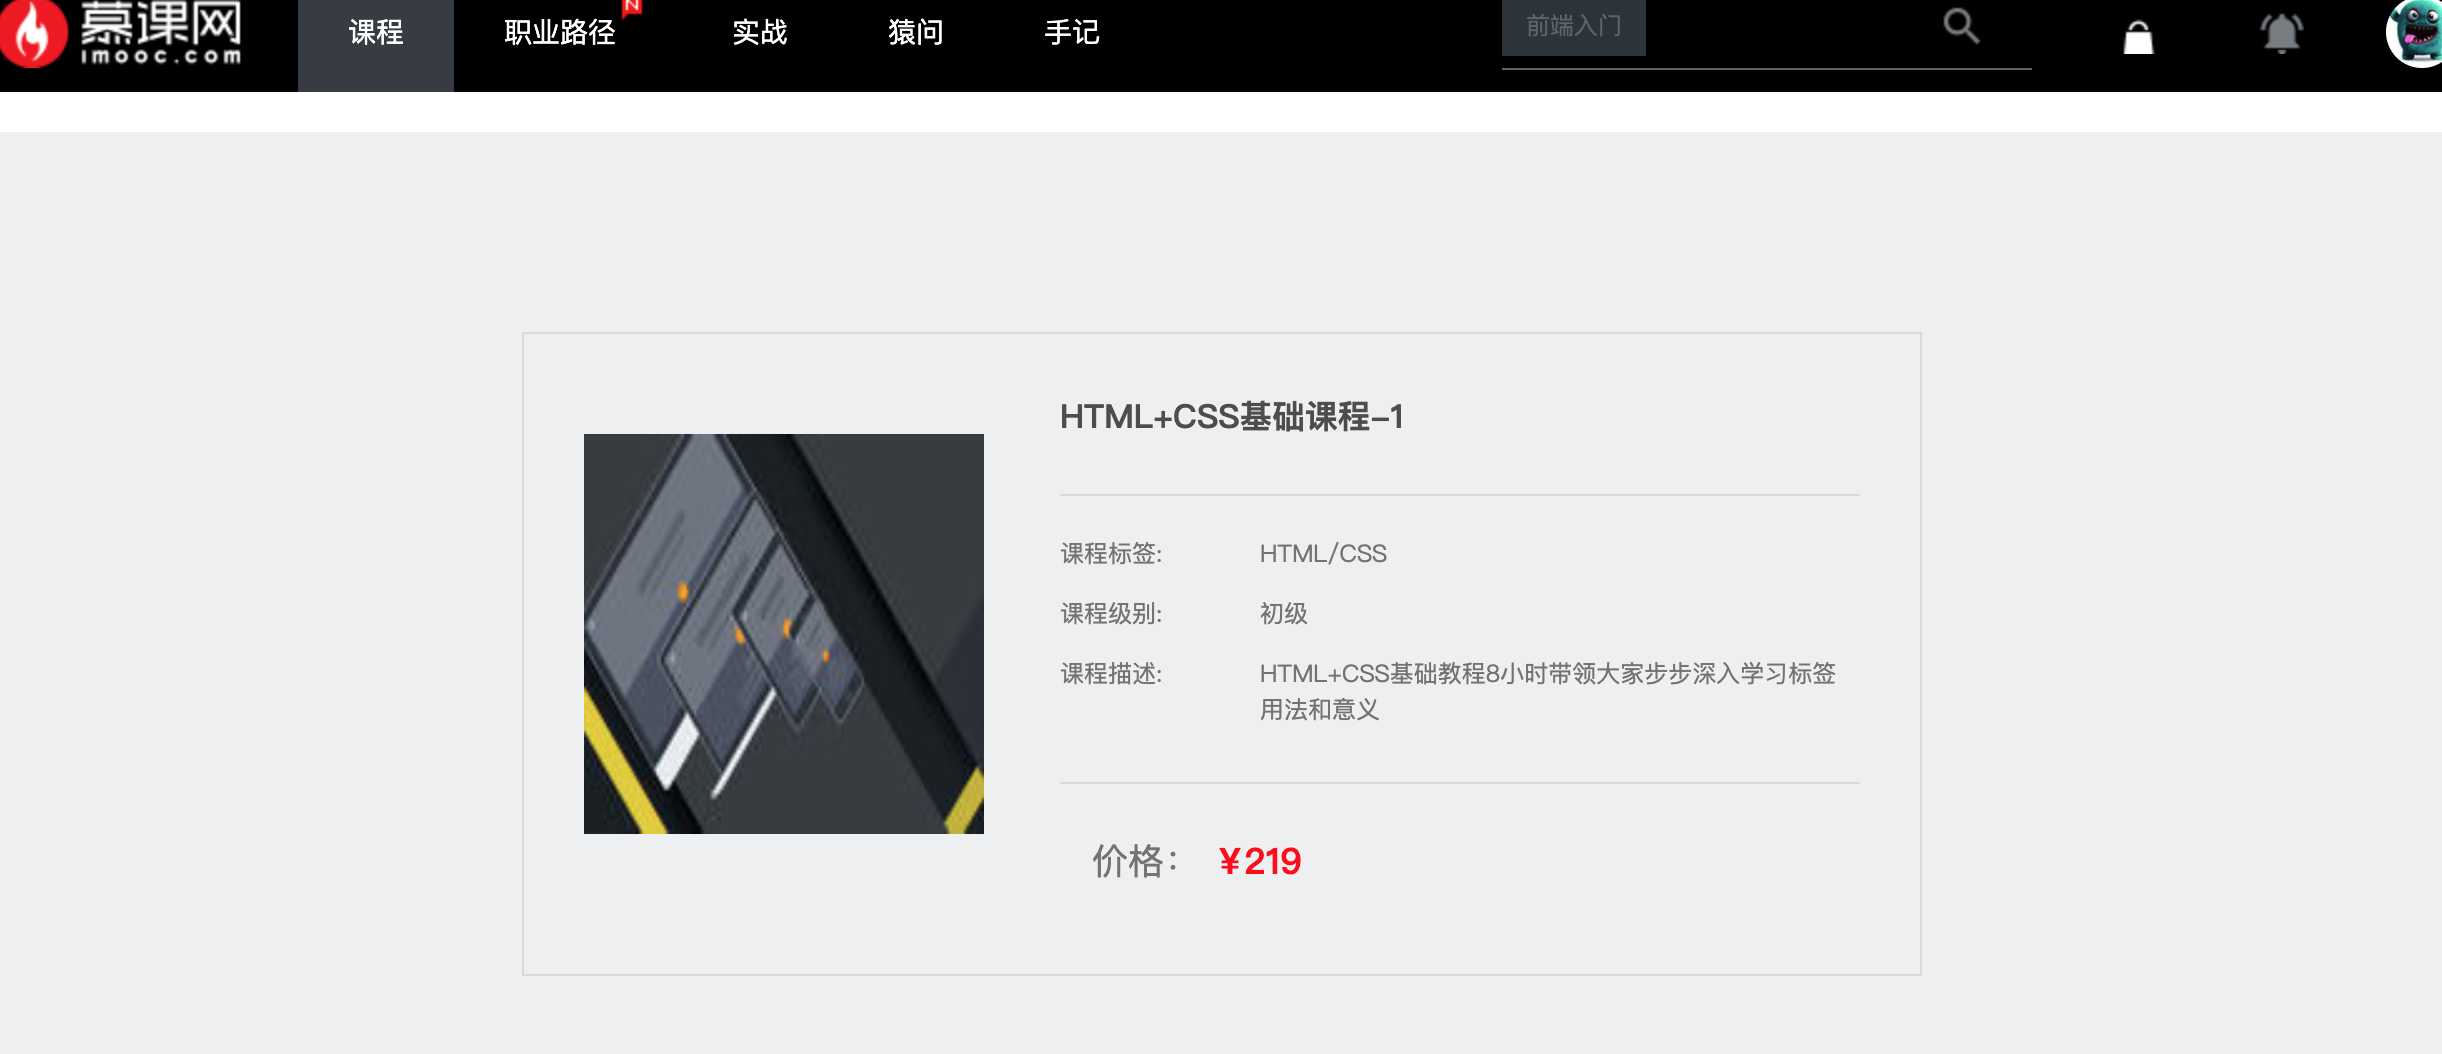 慕课网
imooc.com
课程
职业路径
N
实战
猿问
手记
前端入门
HTML+CSS基础课程-1
课程标签:
HTML/CSS
课程级别:
初级
课程描述:
HTML+CSS基础教程8小时带领大家步步深入学习标签
用法和意义
价格：
¥219